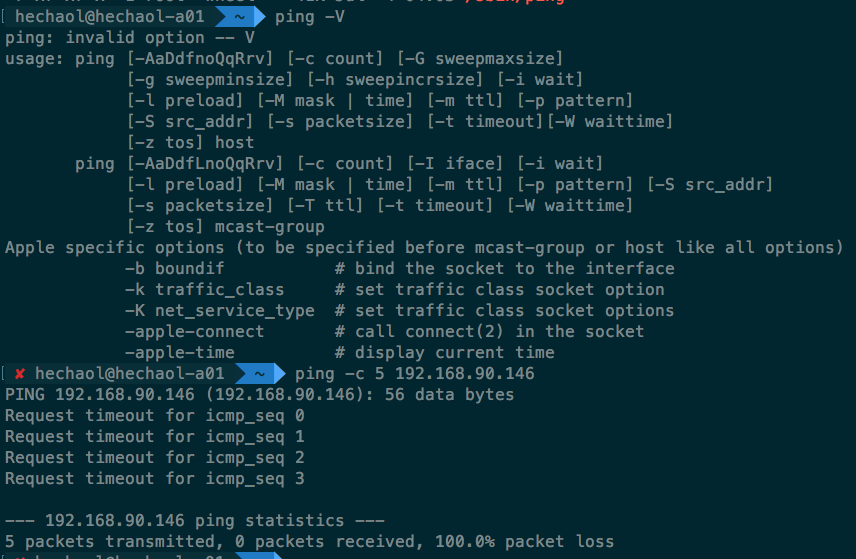 hechaol@hechaol-a01 ~ ping -V
ping: invalid option -- V
usage: ping [-AaDdfnoQqRrv] [-c count] [-G sweepmaxsize]
[-g sweepminsize] [-h sweepincrsize] [-i wait]
[-l preload] [-M mask | time] [-m ttl] [-p pattern]
[-S src_addr] [-s packetsize] [-t timeout][-W waittime]
[-z tos] host
ping [-AaDdfLnoQqRrv] [-c count] [-I iface] [-i wait]
[-l preload] [-M mask | time] [-m ttl] [-p pattern] [-S src_addr]
[-s packetsize] [-T ttl] [-t timeout] [-W waittime]
[-z tos] mcast-group
Apple specific options (to be specified before mcast-group or host like all options)
-b boundif # bind the socket to the interface
-k traffic_class # set traffic class socket option
-K net_service_type # set traffic class socket options
-apple-connect # call connect(2) in the socket
-apple-time # display current time
✘ hechaol@hechaol-a01 ~ ping -c 5 192.168.90.146
PING 192.168.90.146 (192.168.90.146): 56 data bytes
Request timeout for icmp_seq 0
Request timeout for icmp_seq 1
Request timeout for icmp_seq 2
Request timeout for icmp_seq 3
--- 192.168.90.146 ping statistics ---
5 packets transmitted, 0 packets received, 100.0% packet loss